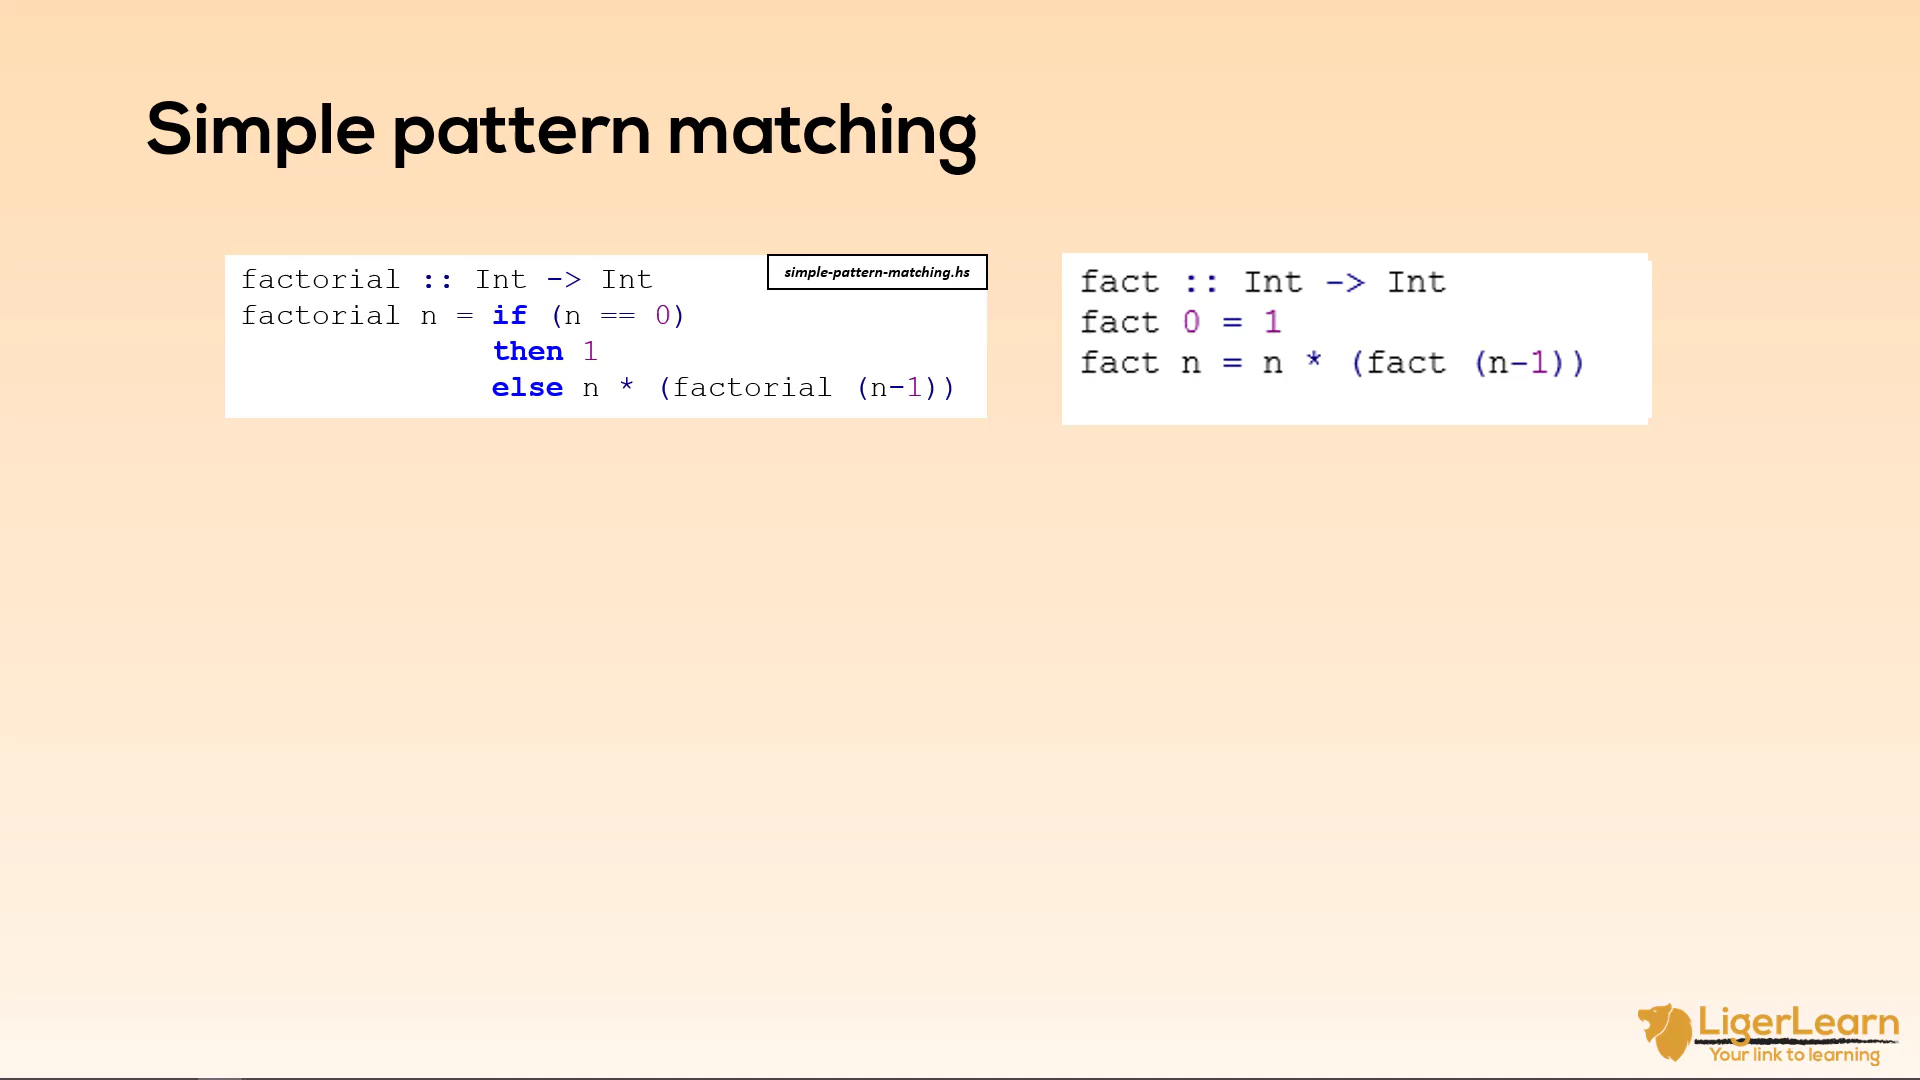 Simple pattern matching
simple-pattern-matching.hs
factorial :: Int -> Int
factorial n = if (n == 0)
then 1
else n * (factorial (n-1))
fact :: Int -> Int
fact 0 = 1
fact n = n * (fact (n-1))
LigerLearn
Your link to learning